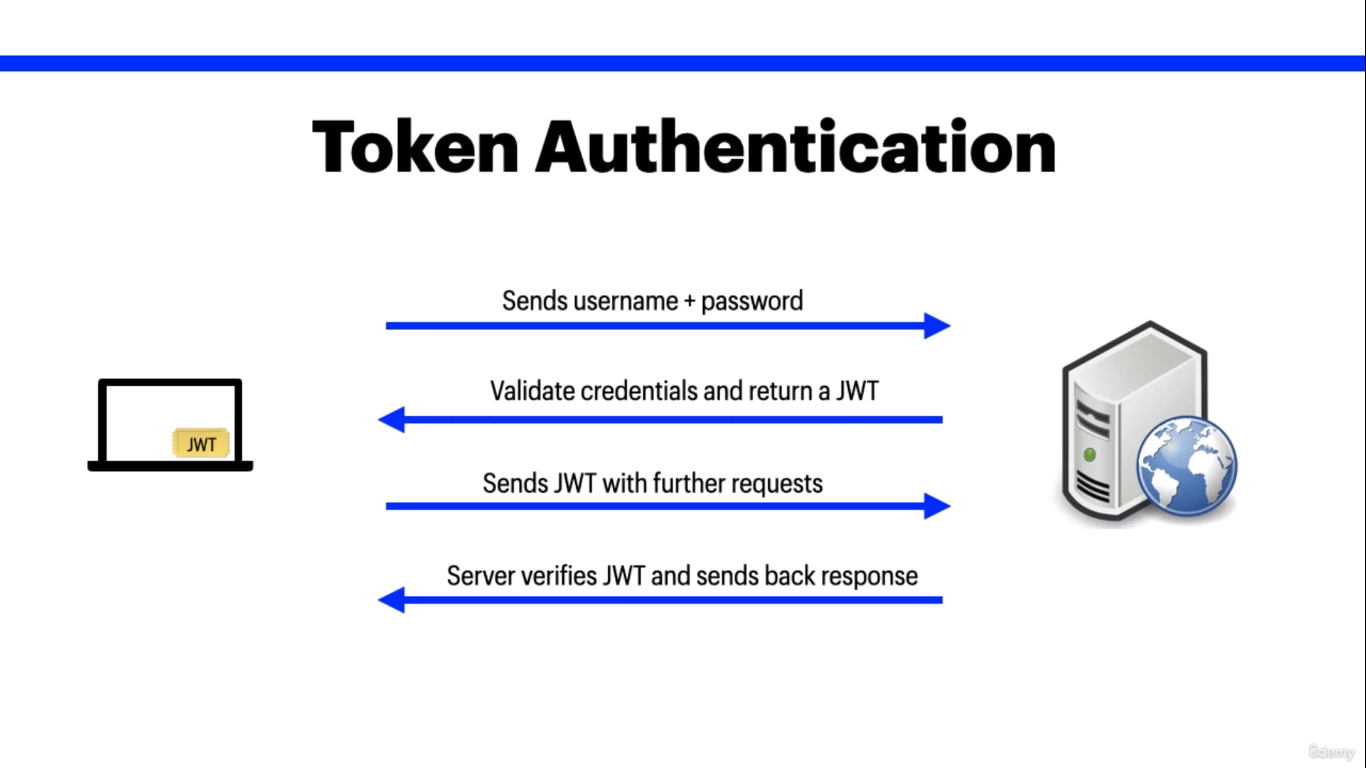 Token Authentication
Sends username + password
Validate credentials and return a JWT
JWT
Sends JWT with further requests
Server verifies JWT and sends back response
ûdemy